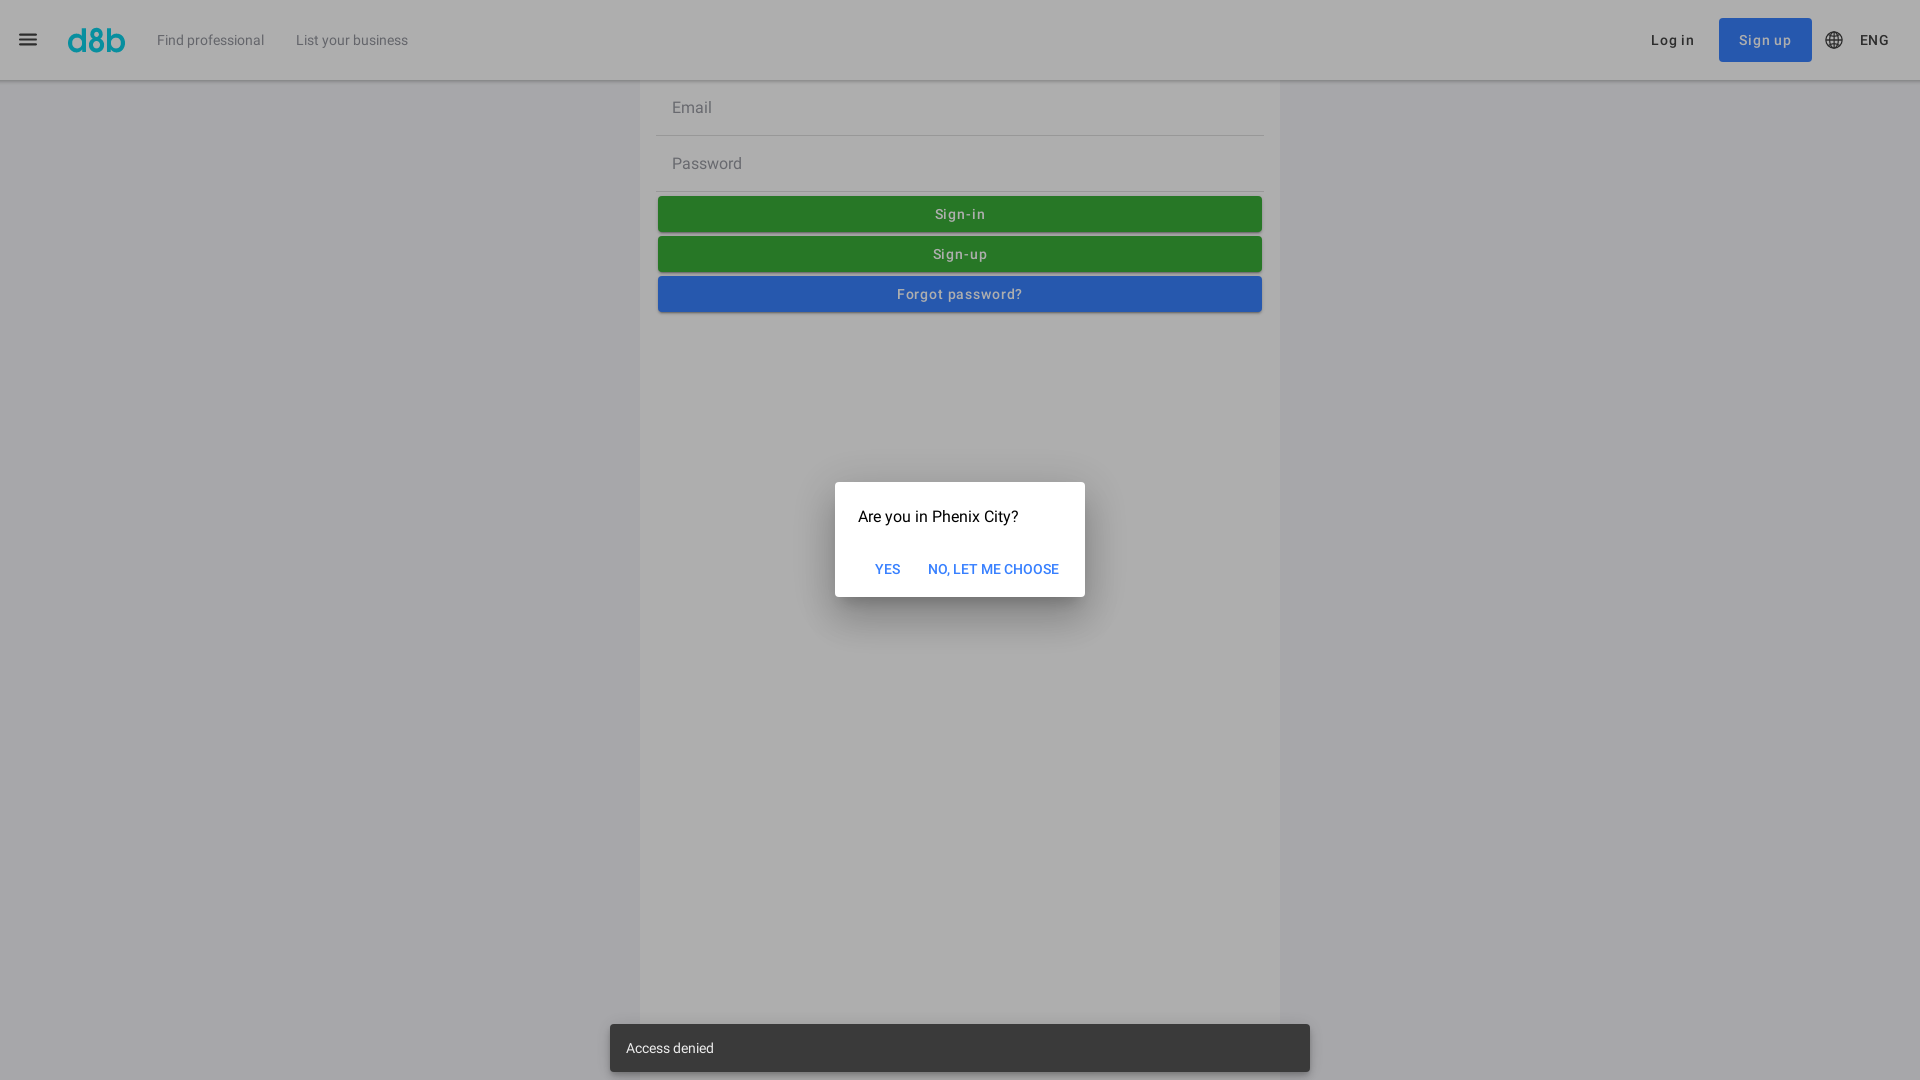 d8b
Find professional
List your business
Log in
Sign up
ENG
Email
Password
Sign-in
Sign-up
Forgot password?
Are you in Phenix City?
YES
NO, LET ME CHOOSE
Access denied